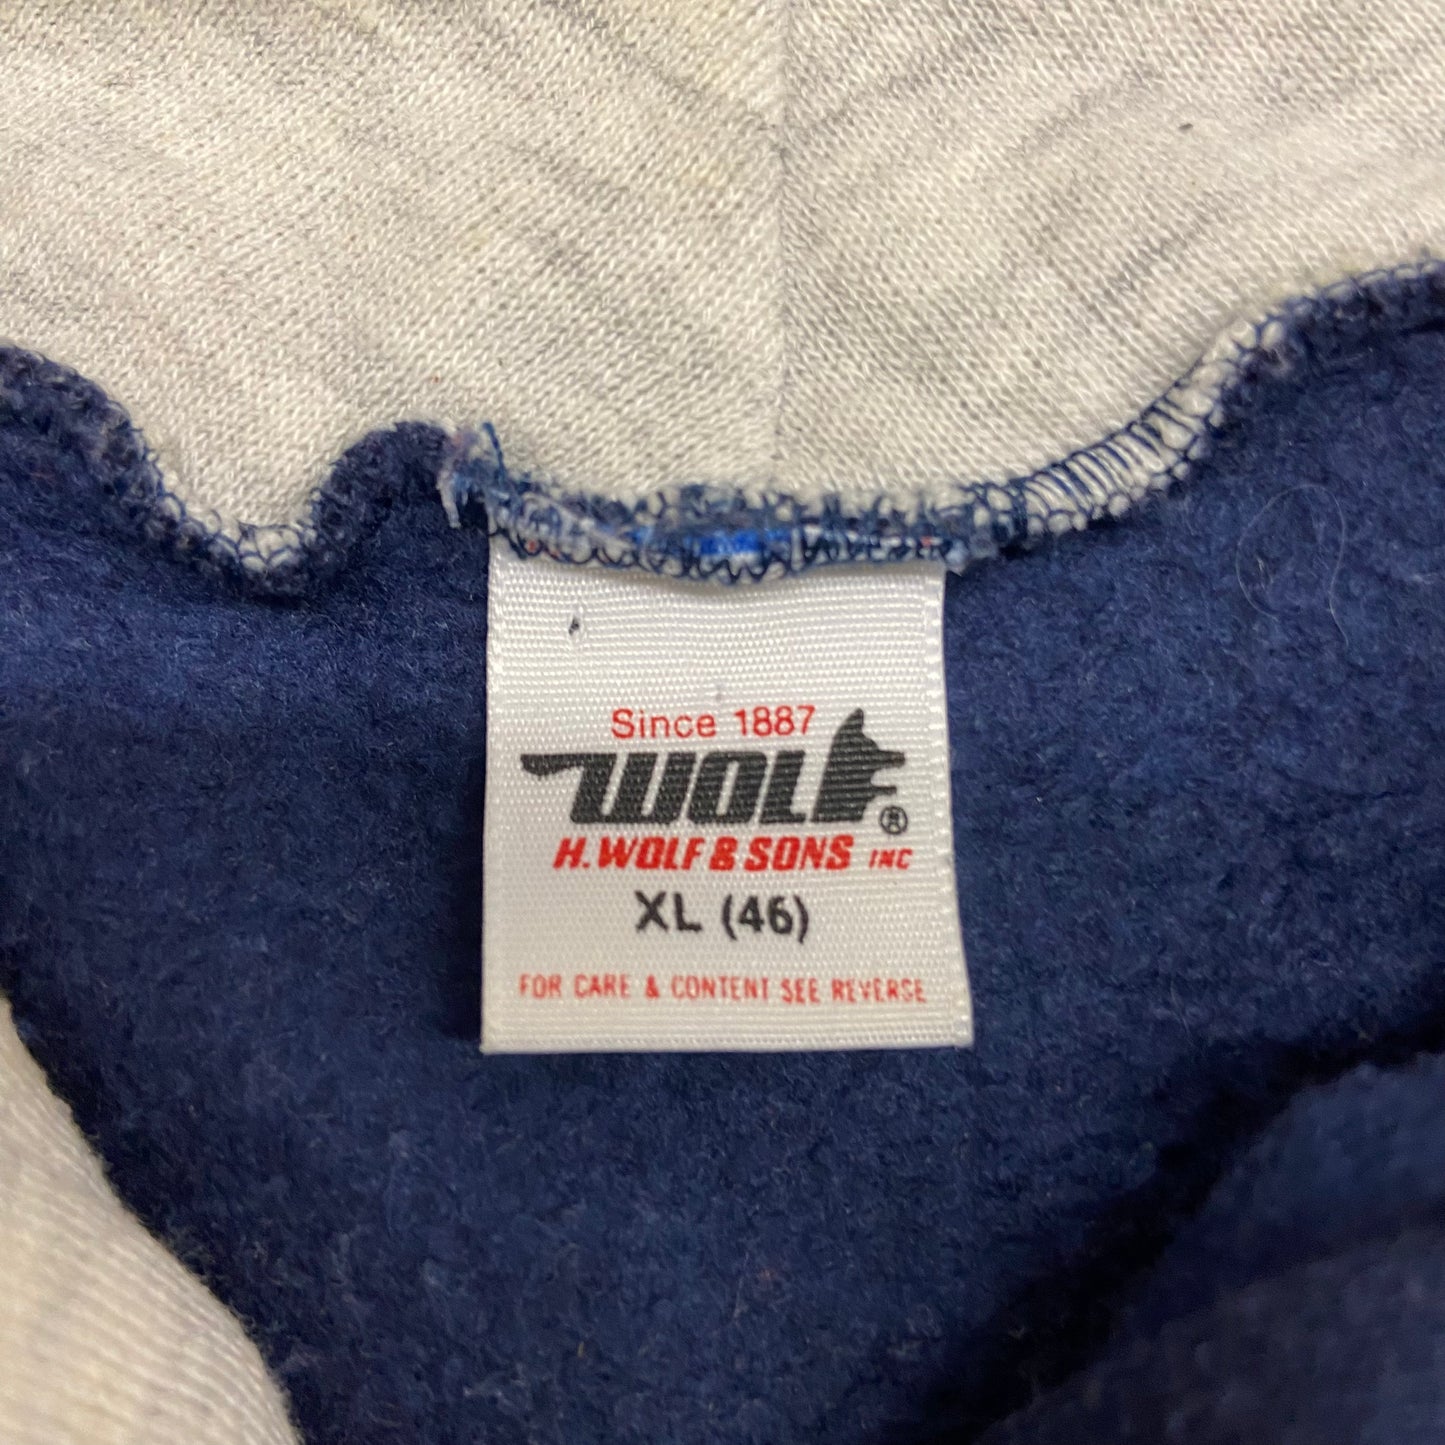 Since 1887
WOLF®
H. WOLF & SONS INC
XL (46)
FOR CARE & CONTENT SEE REVERSE